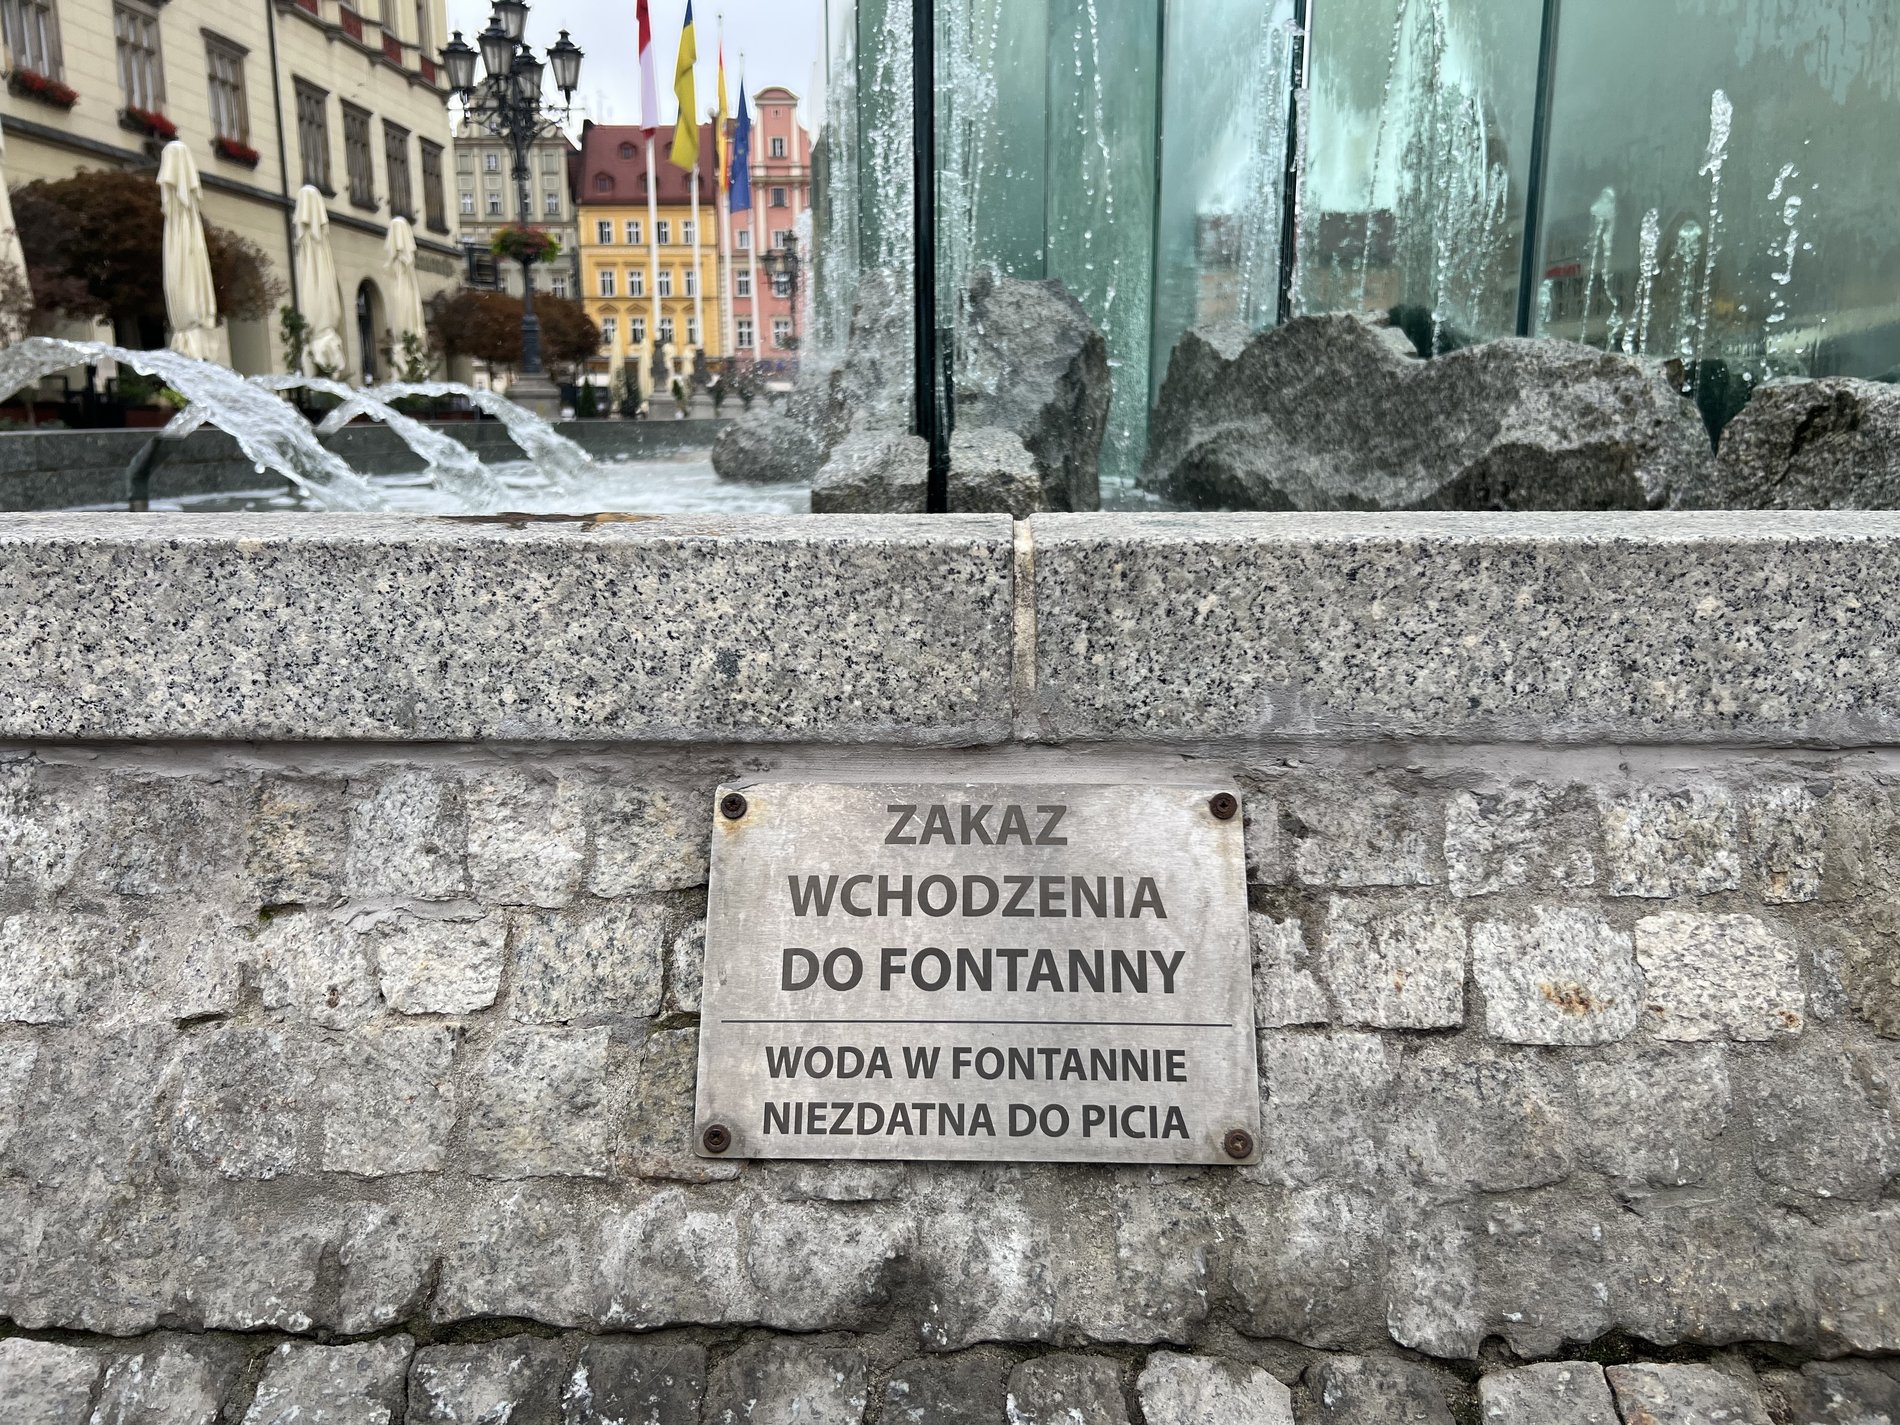 ZAKAZ
WCHODZENIA
DO FONTANNY
WODA W FONTANNIE
NIEZDATNA DO PICIA